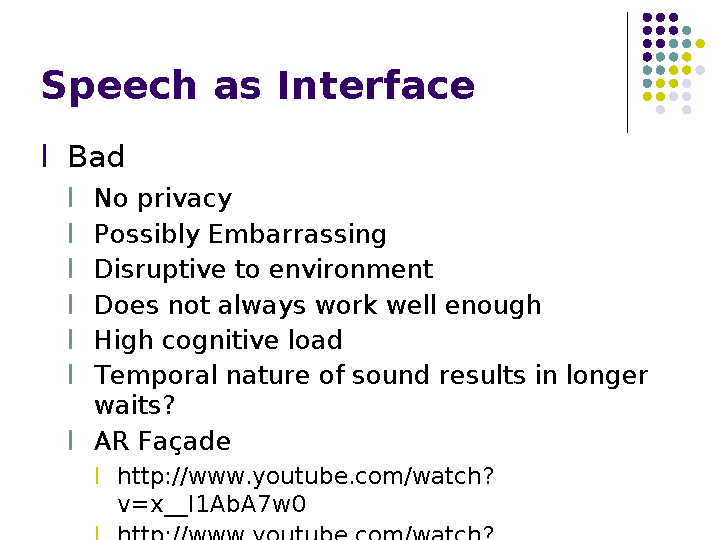 Speech as Interface
l Bad
l No privacy
l Possibly Embarrassing
l Disruptive to environment
l Does not always work well enough
l High cognitive load
l Temporal nature of sound results in longer
waits?
l AR Façade
l http://www.youtube.com/watch?
v=x__l1AbA7w0
l http://www.youtube.com/watch?